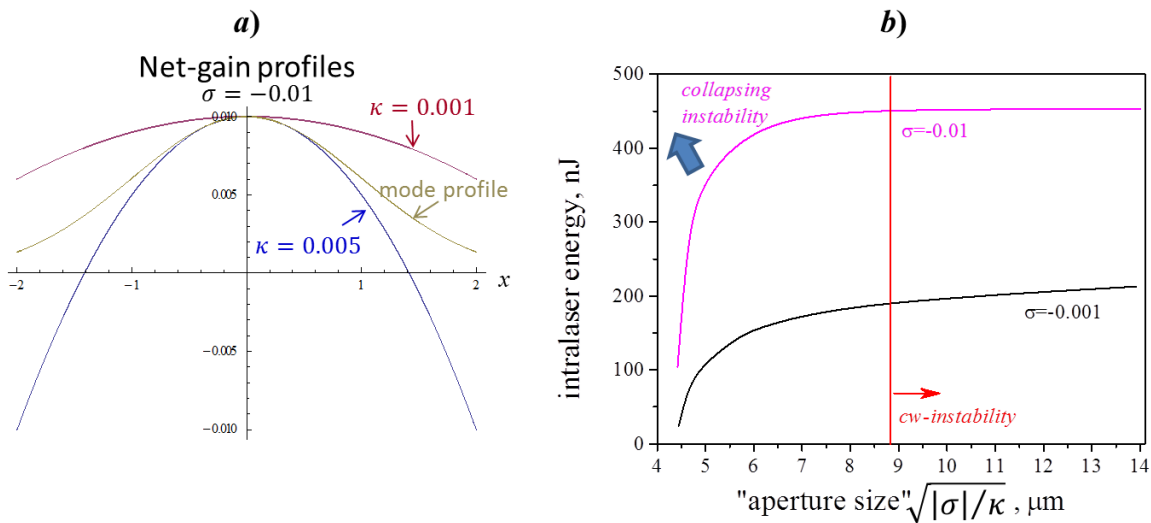 a)
Net-gain profiles
σ = −0.01
κ = 0.001
0.010
0.005
mode profile
κ = 0.005
−2
−1
1
2
x
−0.005
−0.010
b)
500
400
300
200
100
0
intralaser energy, nJ
collapsing
instability
σ=-0.01
σ=-0.001
cw-instability
4
5
6
7
8
9
10
11
12
13
14
"aperture size" √|σ|/κ , μm